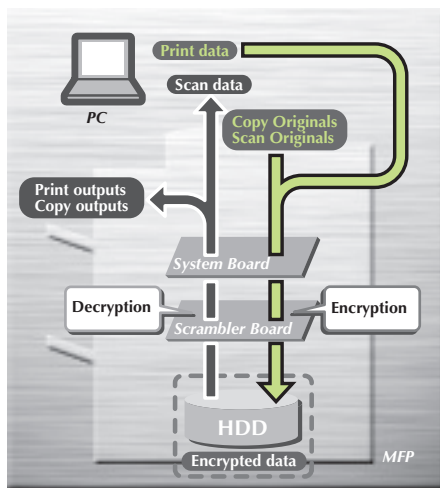 Print data
Scan data
PC
Copy Originals
Scan Originals
Print outputs
Copy outputs
System Board
Decryption
Encryption
Scrambler Board
HDD
Encrypted data
MFP